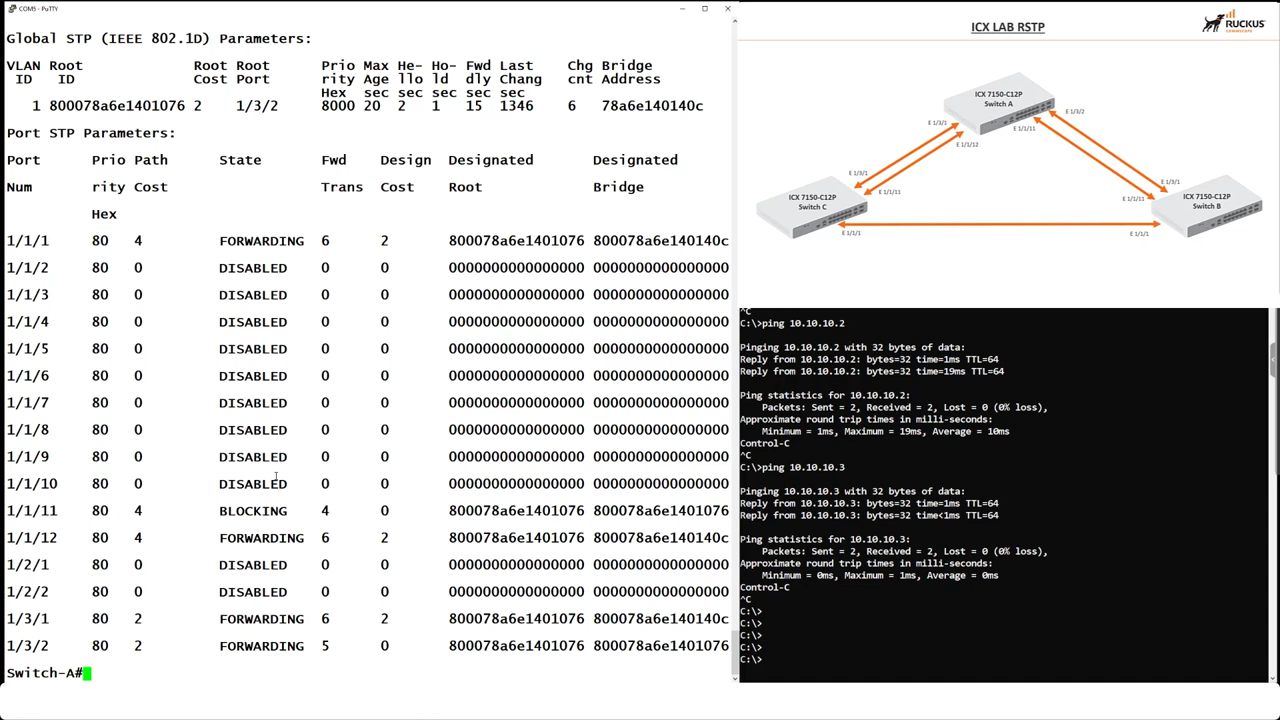 COM5 - PuTTY
Global STP (IEEE 802.1D) Parameters:
VLAN Root Root Root Prio Max He- Ho- Fwd Last Chg Bridge
ID ID Cost Port rity Age llo ld dly Chang cnt Address
Hex sec sec sec sec sec
1 800078a6e1401076 2 1/3/2 8000 20 2 1 15 1346 6 78a6e140140c
Port STP Parameters:
Port Prio Path State Fwd Design Designated Designated
Num rity Cost Trans Cost Root Bridge
Hex
1/1/1 80 4 FORWARDING 6 2 800078a6e1401076 800078a6e140140c
1/1/2 80 0 DISABLED 0 0 0000000000000000 0000000000000000
1/1/3 80 0 DISABLED 0 0 0000000000000000 0000000000000000
1/1/4 80 0 DISABLED 0 0 0000000000000000 0000000000000000
1/1/5 80 0 DISABLED 0 0 0000000000000000 0000000000000000
1/1/6 80 0 DISABLED 0 0 0000000000000000 0000000000000000
1/1/7 80 0 DISABLED 0 0 0000000000000000 0000000000000000
1/1/8 80 0 DISABLED 0 0 0000000000000000 0000000000000000
1/1/9 80 0 DISABLED 0 0 0000000000000000 0000000000000000
1/1/10 80 0 DISABLED 0 0 0000000000000000 0000000000000000
1/1/11 80 4 BLOCKING 4 0 800078a6e1401076 800078a6e1401076
1/1/12 80 4 FORWARDING 6 2 800078a6e1401076 800078a6e140140c
1/2/1 80 0 DISABLED 0 0 0000000000000000 0000000000000000
1/2/2 80 0 DISABLED 0 0 0000000000000000 0000000000000000
1/3/1 80 2 FORWARDING 6 2 800078a6e1401076 800078a6e140140c
1/3/2 80 2 FORWARDING 5 0 800078a6e1401076 800078a6e1401076
Switch-A#
ICX LAB RSTP
RUCKUS
COMMSCOPE
ICX 7150-C12P
Switch A
E 1/3/1
E 1/3/2
E 1/1/11
E 1/1/12
E 1/3/1
E 1/3/1
E 1/1/11
E 1/1/11
ICX 7150-C12P
Switch C
ICX 7150-C12P
Switch B
E 1/1/1
E 1/1/1
^C
C:\>ping 10.10.10.2
Pinging 10.10.10.2 with 32 bytes of data:
Reply from 10.10.10.2: bytes=32 time=1ms TTL=64
Reply from 10.10.10.2: bytes=32 time=19ms TTL=64
Ping statistics for 10.10.10.2:
Packets: Sent = 2, Received = 2, Lost = 0 (0% loss),
Approximate round trip times in milli-seconds:
Minimum = 1ms, Maximum = 19ms, Average = 10ms
Control-C
^C
C:\>ping 10.10.10.3
Pinging 10.10.10.3 with 32 bytes of data:
Reply from 10.10.10.3: bytes=32 time=1ms TTL=64
Reply from 10.10.10.3: bytes=32 time<1ms TTL=64
Ping statistics for 10.10.10.3:
Packets: Sent = 2, Received = 2, Lost = 0 (0% loss),
Approximate round trip times in milli-seconds:
Minimum = 0ms, Maximum = 1ms, Average = 0ms
Control-C
^C
C:\>
C:\>
C:\>
C:\>
C:\>